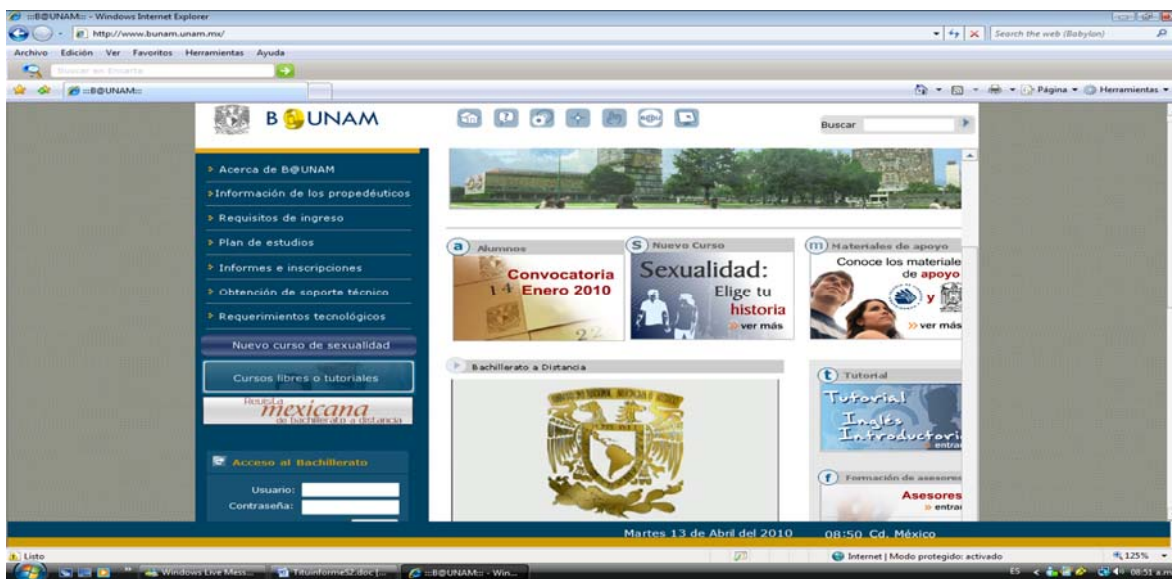 :::B@UNAM::: - Windows Internet Explorer
http://www.bunam.unam.mx/
Search the web (Babylon)
Archivo Edición Ver Favoritos Herramientas Ayuda
Buscar en Encarta
:::B@UNAM:::
Página Herramientas
B@UNAM
Buscar
Acerca de B@UNAM
Información de los propedéuticos
Requisitos de ingreso
Plan de estudios
Informes e inscripciones
Obtención de soporte técnico
Requerimientos tecnológicos
Nuevo curso de sexualidad
Cursos libres o tutoriales
Revista
mexicana
de bachillerato a distancia
Acceso al Bachillerato
Usuario:
Contraseña:
a Alumnos
Convocatoria
14 Enero 2010
22
S Nuevo Curso
Sexualidad:
Elige tu
historia
ver más
m Materiales de apoyo
Conoce los materiale
de apoyo
y
ver más
Bachillerato a Distancia
t Tutorial
Tutorial
Inglés
Introductori
entra
f Formación de asesores
Asesores
entra
Martes 13 de Abril del 2010 08:50 Cd. México
Listo
Internet | Modo protegido: activado
125%
Windows Live Mess...
Tituinforme52.doc [...
:::B@UNAM::: - Win...
ES
08:51 a.m.